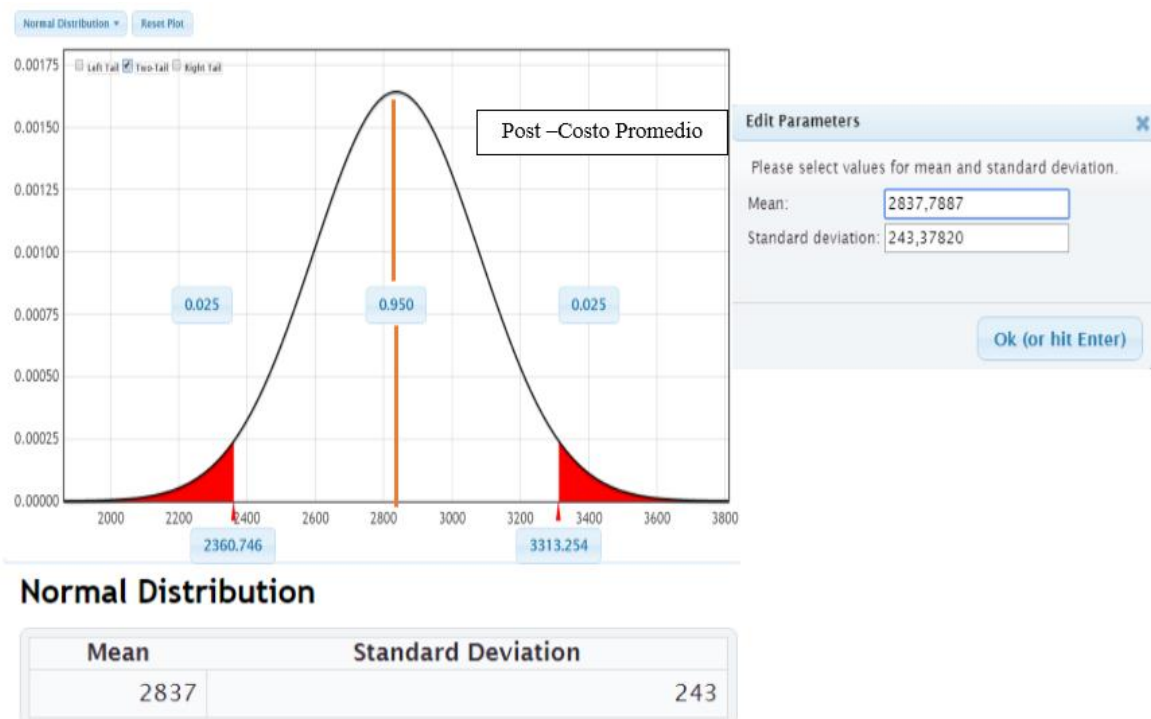 Normal Distribution Reset Plot
Left Tail Two-Tail Right Tail
0.00175
0.00150
0.00125
0.00100
0.00075
0.00050
0.00025
0.00000
Post –Costo Promedio
0.025 0.950 0.025
2000 2200 2400 2600 2800 3000 3200 3400 3600 3800
2360.746 3313.254
Edit Parameters
Please select values for mean and standard deviation.
Mean: 2837,7887
Standard deviation: 243,37820
Ok (or hit Enter)
Normal Distribution
Mean Standard Deviation
2837 243